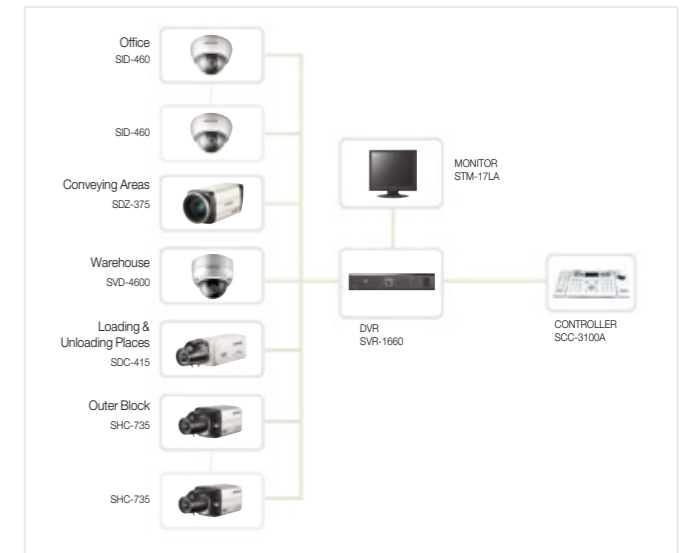 Office
SID-460
SID-460
Conveying Areas
SDZ-375
Warehouse
SVD-4600
Loading &
Unloading Places
SDC-415
Outer Block
SHC-735
SHC-735
MONITOR
STM-17LA
DVR
SVR-1660
CONTROLLER
SCC-3100A